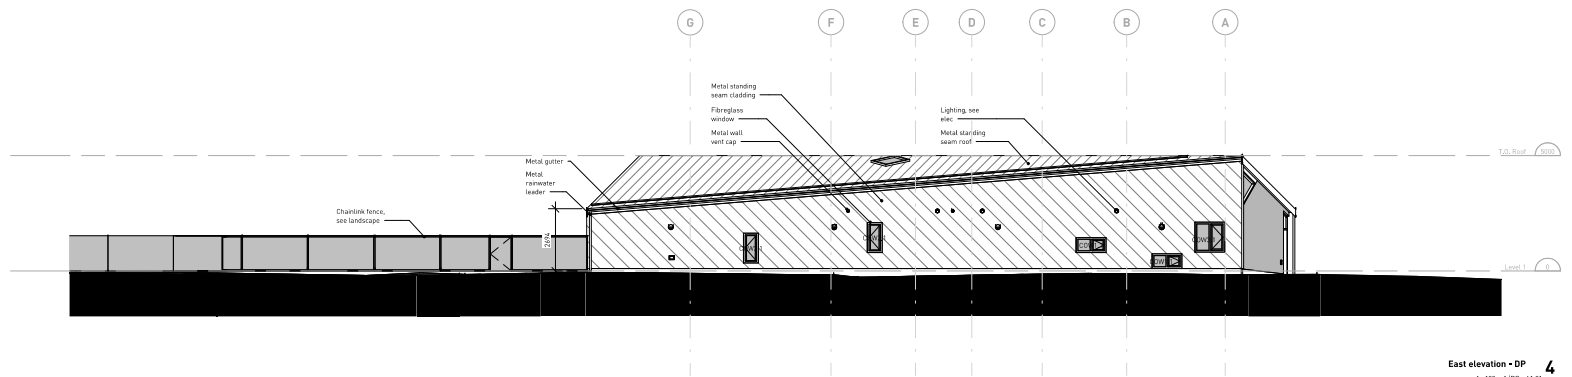 G
F
E
D
C
B
A
Metal standing
seam cladding
Fibreglass
window
Metal wall
vent cap
Lighting, see
elec
Metal standing
seam roof
Metal gutter
Metal
rainwater
leader
Chainlink fence,
see landscape
2694
T.O. Roof
5000
Level 1
0
East elevation - DP
4